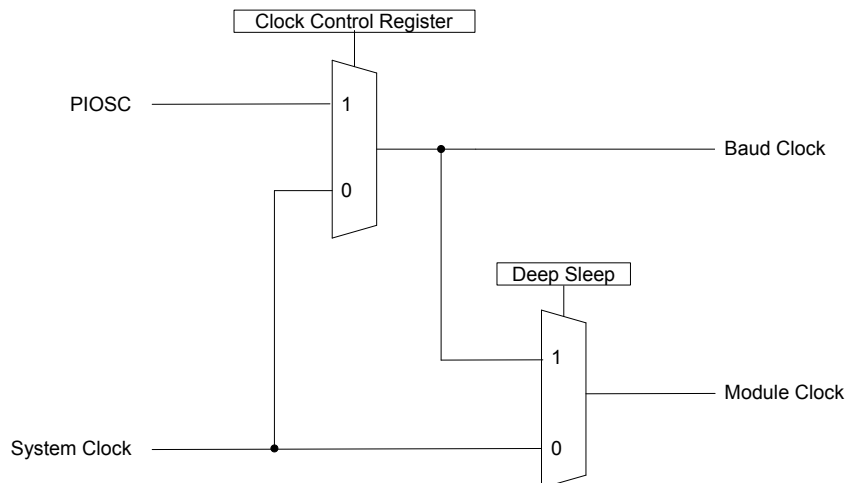 Clock Control Register
PIOSC
1
Baud Clock
0
Deep Sleep
1
Module Clock
System Clock
0